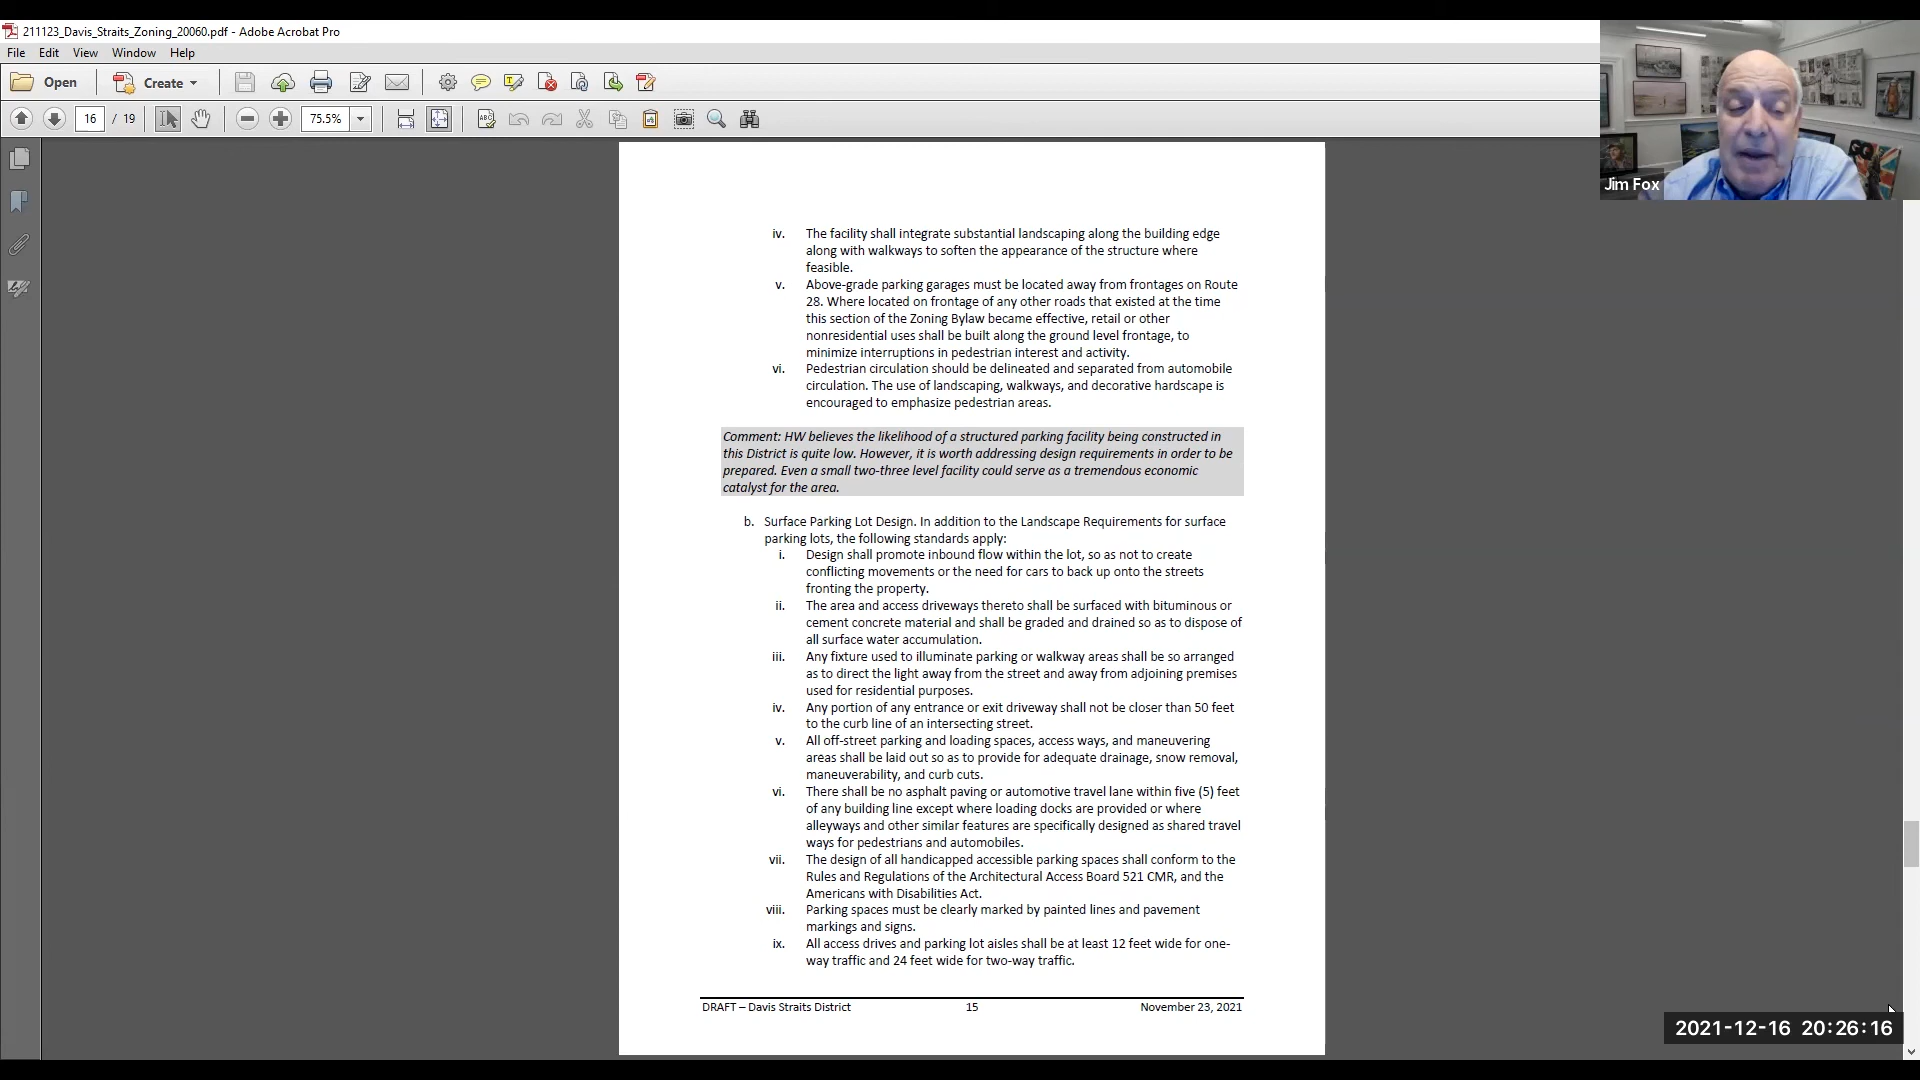 211123_Davis_Straits_Zoning_20060.pdf - Adobe Acrobat Pro
File Edit View Window Help
Open Create
16 / 19 75.5%
Jim Fox
iv. The facility shall integrate substantial landscaping along the building edge
along with walkways to soften the appearance of the structure where
feasible.
v. Above-grade parking garages must be located away from frontages on Route
28. Where located on frontage of any other roads that existed at the time
this section of the Zoning Bylaw became effective, retail or other
nonresidential uses shall be built along the ground level frontage, to
minimize interruptions in pedestrian interest and activity.
vi. Pedestrian circulation should be delineated and separated from automobile
circulation. The use of landscaping, walkways, and decorative hardscape is
encouraged to emphasize pedestrian areas.
Comment: HW believes the likelihood of a structured parking facility being constructed in
this District is quite low. However, it is worth addressing design requirements in order to be
prepared. Even a small two-three level facility could serve as a tremendous economic
catalyst for the area.
b. Surface Parking Lot Design. In addition to the Landscape Requirements for surface
parking lots, the following standards apply:
i. Design shall promote inbound flow within the lot, so as not to create
conflicting movements or the need for cars to back up onto the streets
fronting the property.
ii. The area and access driveways thereto shall be surfaced with bituminous or
cement concrete material and shall be graded and drained so as to dispose of
all surface water accumulation.
iii. Any fixture used to illuminate parking or walkway areas shall be so arranged
as to direct the light away from the street and away from adjoining premises
used for residential purposes.
iv. Any portion of any entrance or exit driveway shall not be closer than 50 feet
to the curb line of an intersecting street.
v. All off-street parking and loading spaces, access ways, and maneuvering
areas shall be laid out so as to provide for adequate drainage, snow removal,
maneuverability, and curb cuts.
vi. There shall be no asphalt paving or automotive travel lane within five (5) feet
of any building line except where loading docks are provided or where
alleyways and other similar features are specifically designed as shared travel
ways for pedestrians and automobiles.
vii. The design of all handicapped accessible parking spaces shall conform to the
Rules and Regulations of the Architectural Access Board 521 CMR, and the
Americans with Disabilities Act.
viii. Parking spaces must be clearly marked by painted lines and pavement
markings and signs.
ix. All access drives and parking lot aisles shall be at least 12 feet wide for one-
way traffic and 24 feet wide for two-way traffic.
DRAFT – Davis Straits District 15 November 23, 2021
2021-12-16 20:26:16